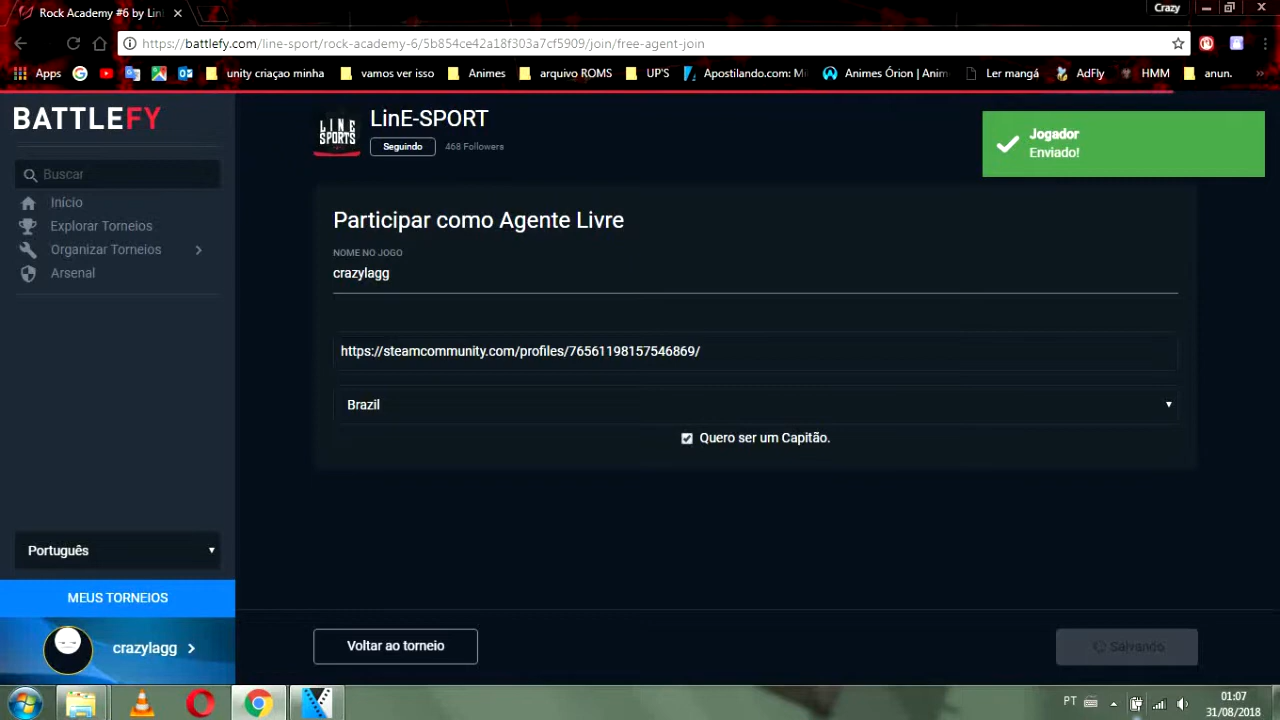 Rock Academy #6 by Lin
Crazy
https://battlefy.com/line-sport/rock-academy-6/5b854ce42a18f303a7cf5909/join/free-agent-join
Apps
unity criaçao minha
vamos ver isso
Animes
arquivo ROMS
UP'S
Apostilando.com: Mi
Animes Órion | Anim
Ler mangá
AdFly
HMM
anun.
»
BATTLEFY
LINE
SPORTS
LinE-SPORT
Seguindo
468 Followers
Jogador
Enviado!
Buscar
Início
Explorar Torneios
Organizar Torneios
Arsenal
Participar como Agente Livre
NOME NO JOGO
crazylagg
https://steamcommunity.com/profiles/76561198157546869/
Brazil
Quero ser um Capitão.
Português
MEUS TORNEIOS
crazylagg
Voltar ao torneio
Salvando
PT
01:07
31/08/2018